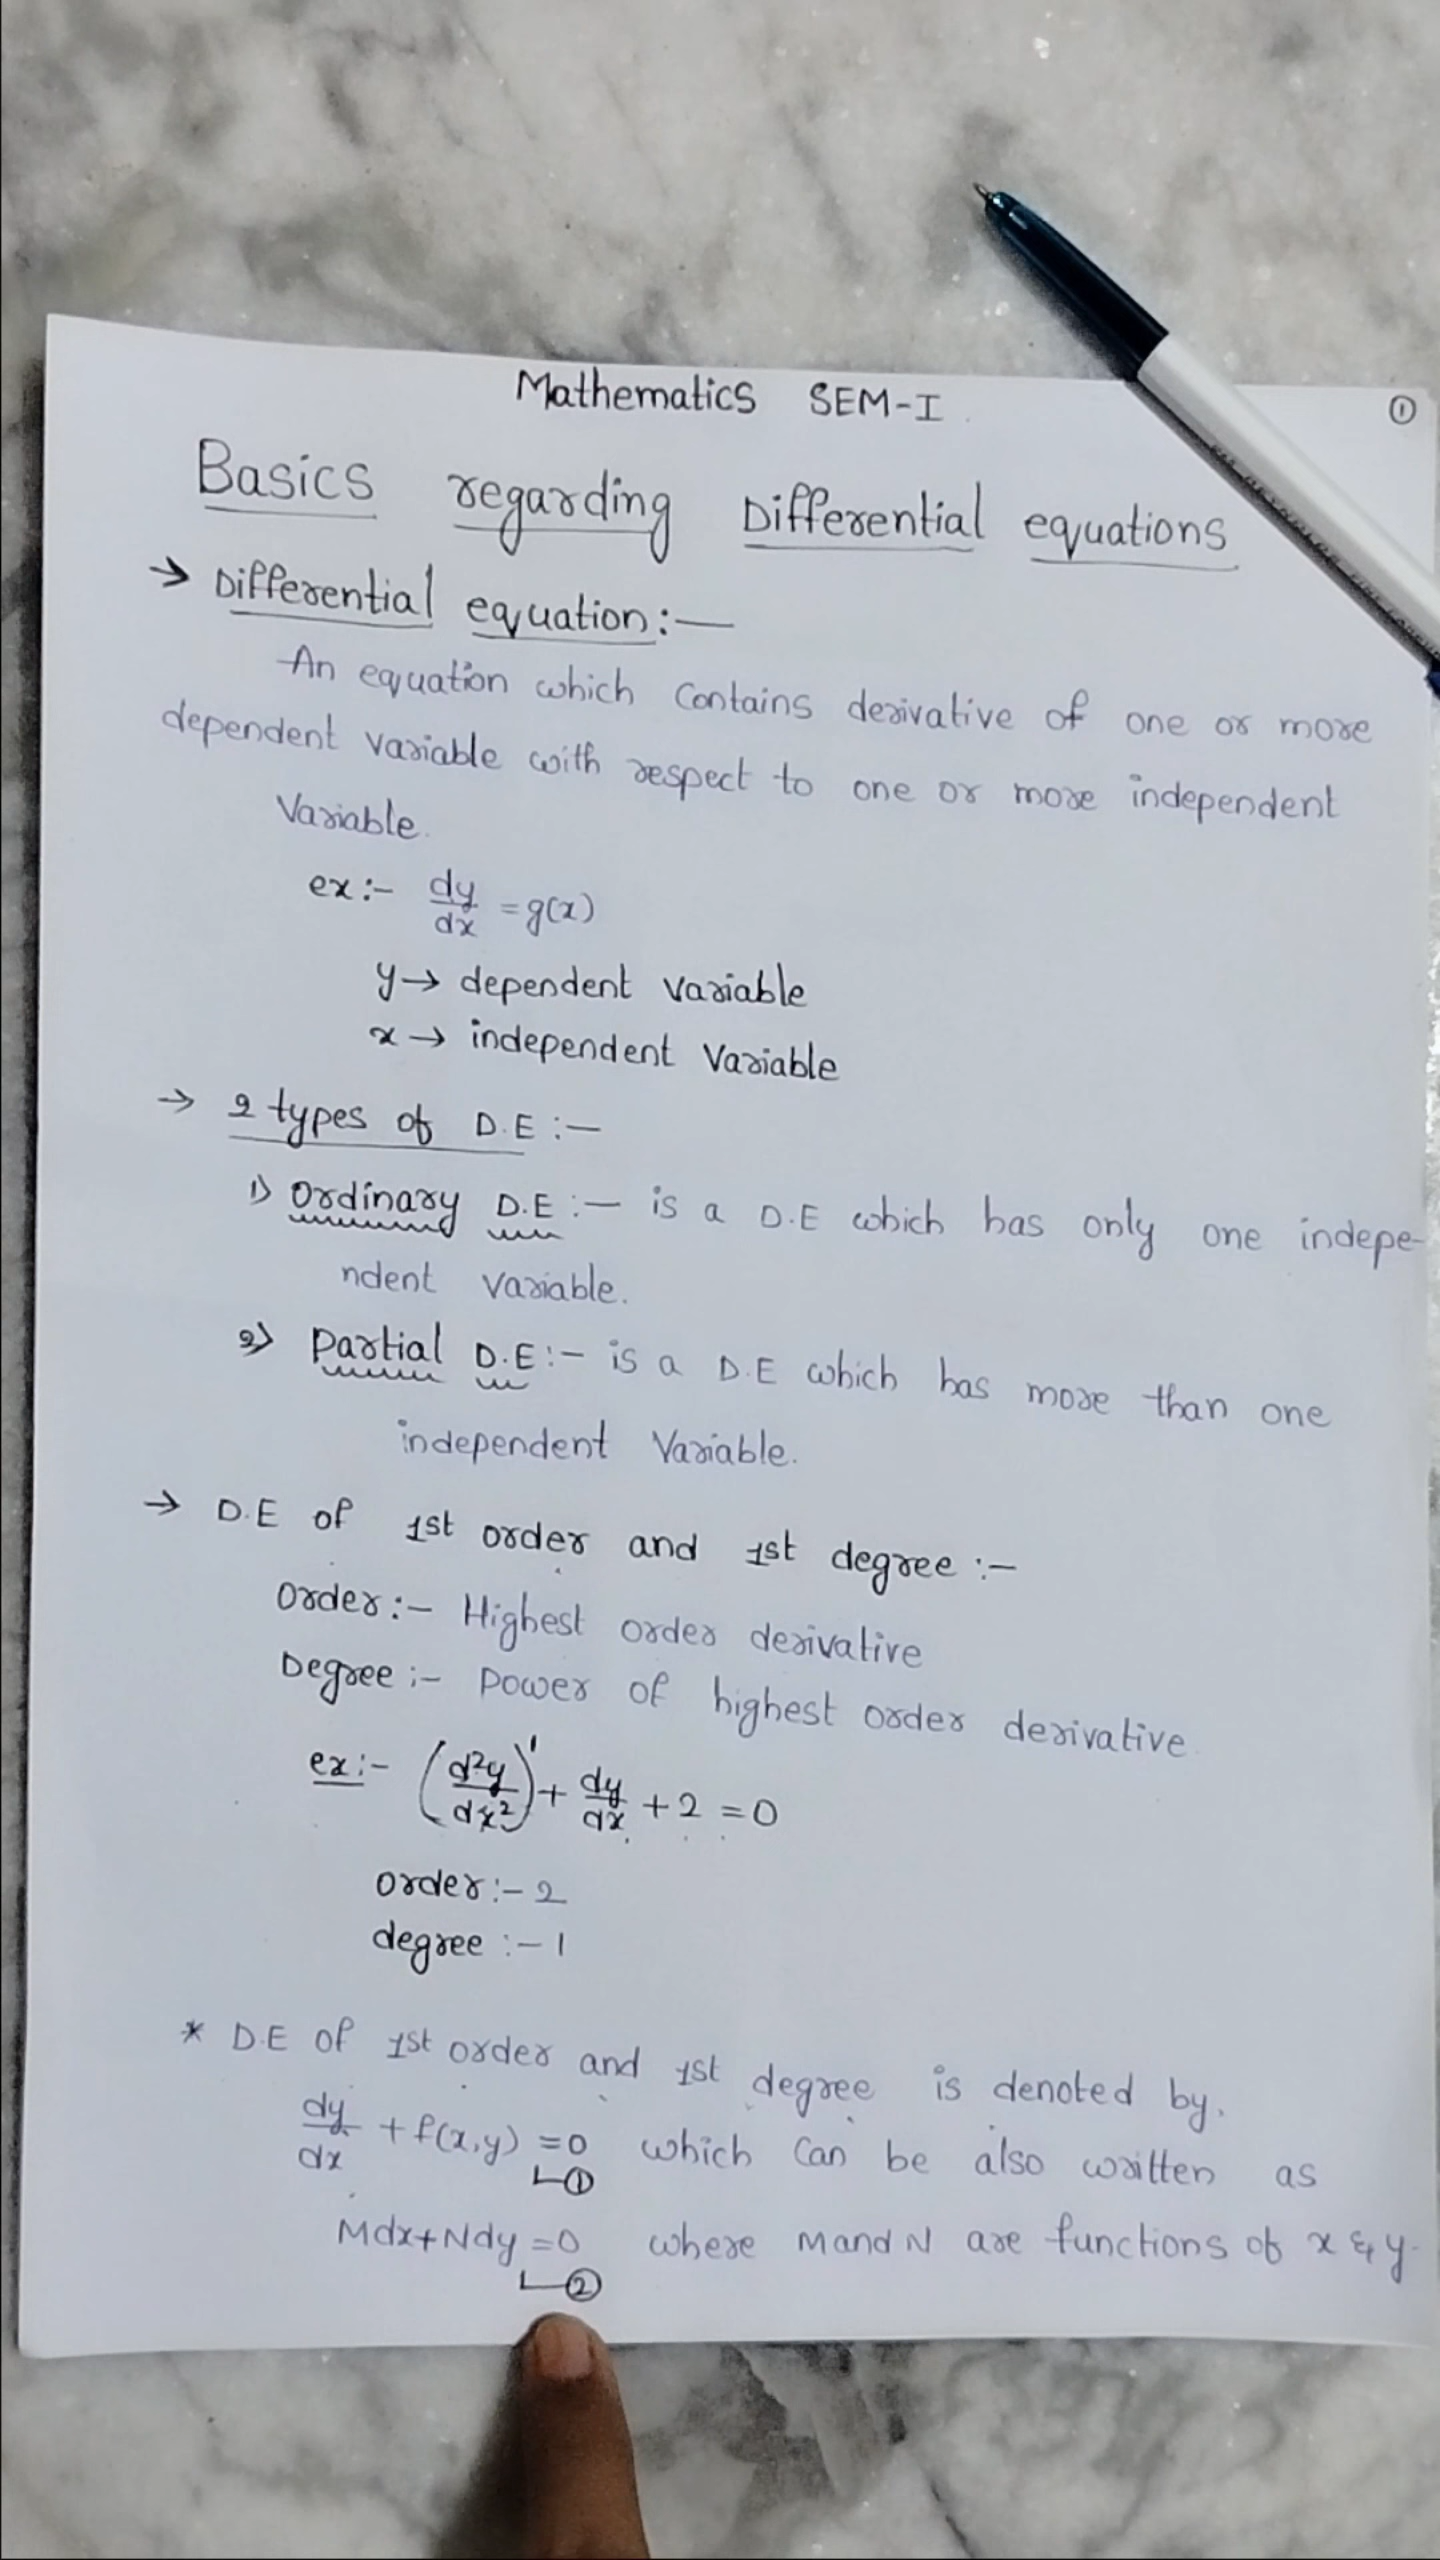 Mathematics SEM-I
①
Basics regarding Differential equations
→ Differential equation:—
An equation which contains derivative of one or more
dependent variable with respect to one or more independent
Variable.
ex:- dy/dx = g(x)
y→ dependent variable
x→ independent Variable
→ 2 types of D.E:—
1) Ordinary D.E:— is a D.E which has only one indepe-
ndent variable.
2) Partial D.E:- is a D.E which has more than one
independent Variable.
→ D.E of 1st order and 1st degree:-
Order:- Highest order derivative
Degree:- Power of highest order derivative
ex:- (d²y/dx²)¹ + dy/dx + 2 = 0
order:- 2
degree:- 1
* D.E of 1st order and 1st degree is denoted by.
dy/dx + f(x,y) = 0 which can be also written as
①
Mdx+Ndy = 0 where M and N are functions of x & y.
②